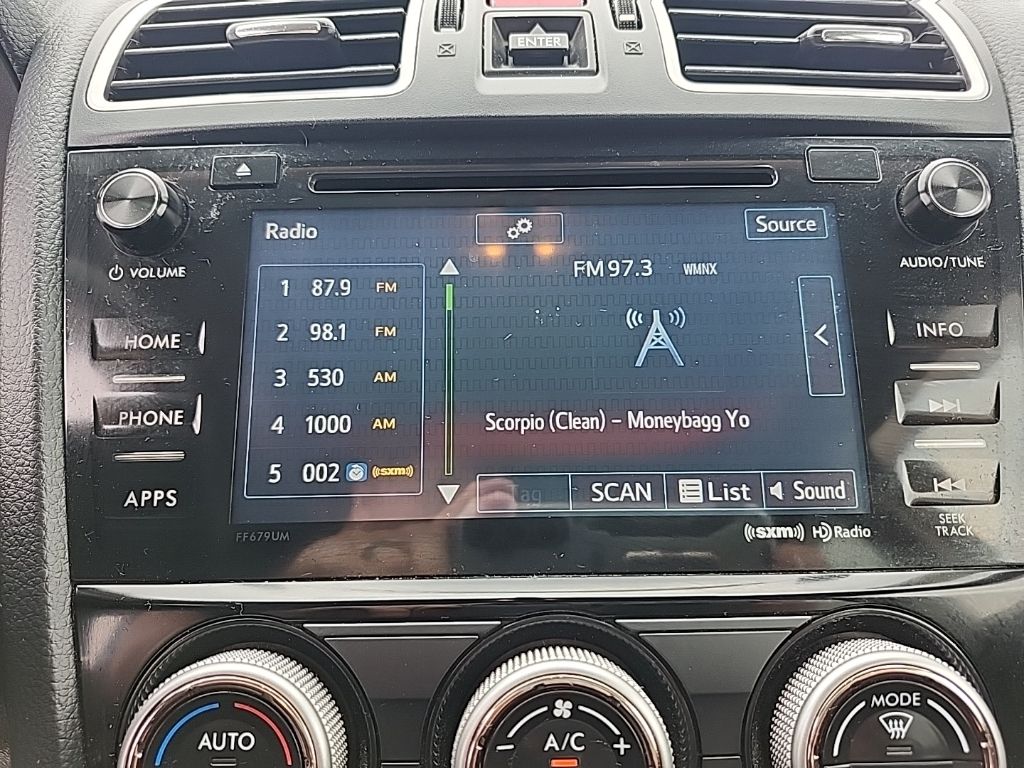 ENTER
VOLUME
AUDIO/TUNE
HOME
PHONE
APPS
INFO
SEEK
TRACK
Radio
Source
1 87.9 FM
2 98.1 FM
3 530 AM
4 1000 AM
5 002 ((sxm))
FM 97.3 WMNX
Scorpio (Clean) – Moneybagg Yo
Tag SCAN List Sound
FF679UM
((sxm)) HD Radio
AUTO
– A/C +
MODE